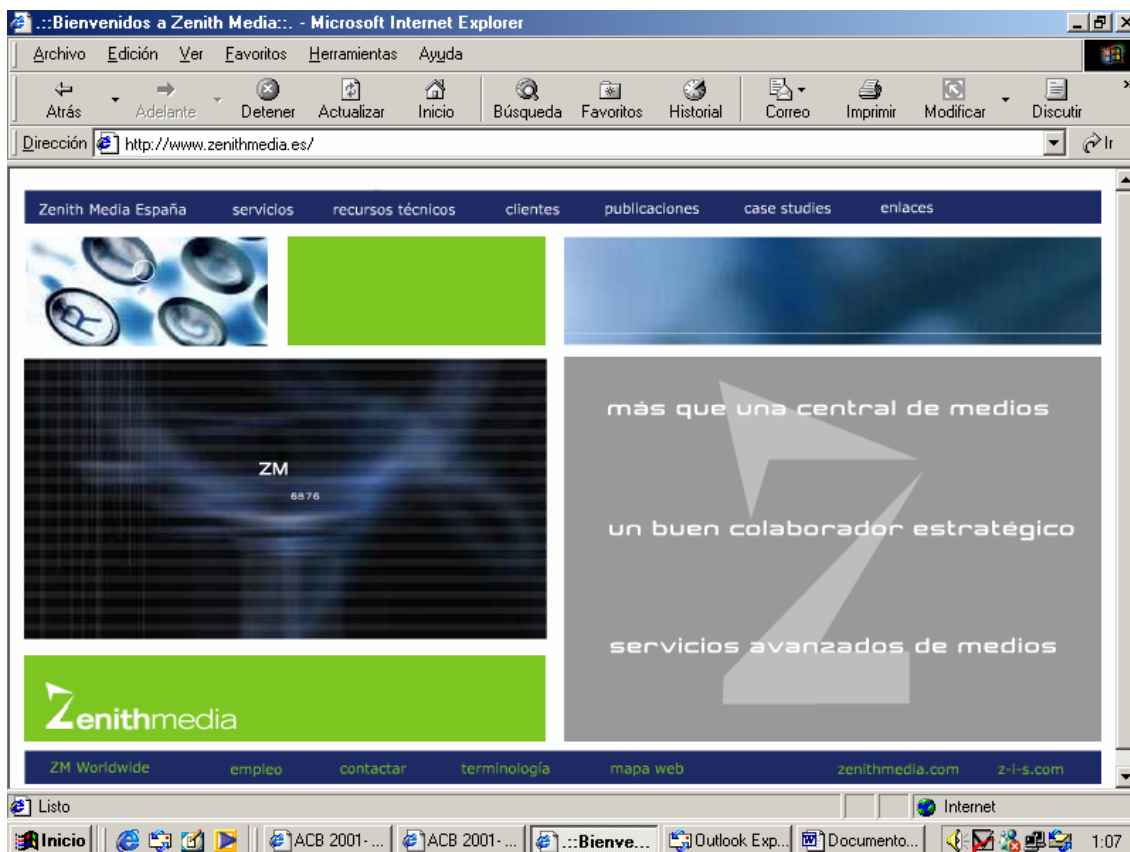 .::Bienvenidos a Zenith Media::. - Microsoft Internet Explorer
Archivo Edición Ver Favoritos Herramientas Ayuda
Atrás Adelante Detener Actualizar Inicio Búsqueda Favoritos Historial Correo Imprimir Modificar Discutir »
Dirección http://www.zenithmedia.es/ Ir
Zenith Media España servicios recursos técnicos clientes publicaciones case studies enlaces
R G
más que una central de medios
ZM
6876
un buen colaborador estratégico
servicios avanzados de medios
Zenithmedia
ZM Worldwide empleo contactar terminología mapa web zenithmedia.com z-i-s.com
Listo Internet
Inicio ACB 2001-... ACB 2001-... .::Bienve... Outlook Exp... Documento... 1:07